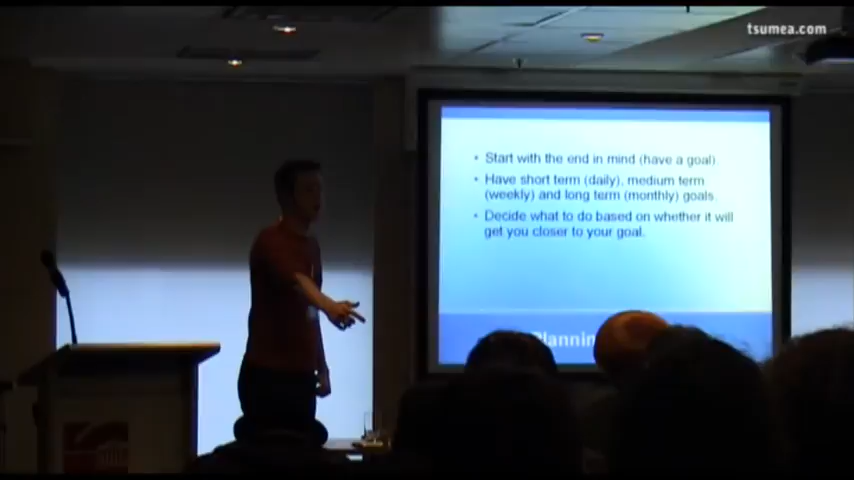 tsumea.com
• Start with the end in mind (have a goal)
• Have short term (daily), medium term
(weekly) and long term (monthly) goals.
• Decide what to do based on whether it will
get you closer to your goal.